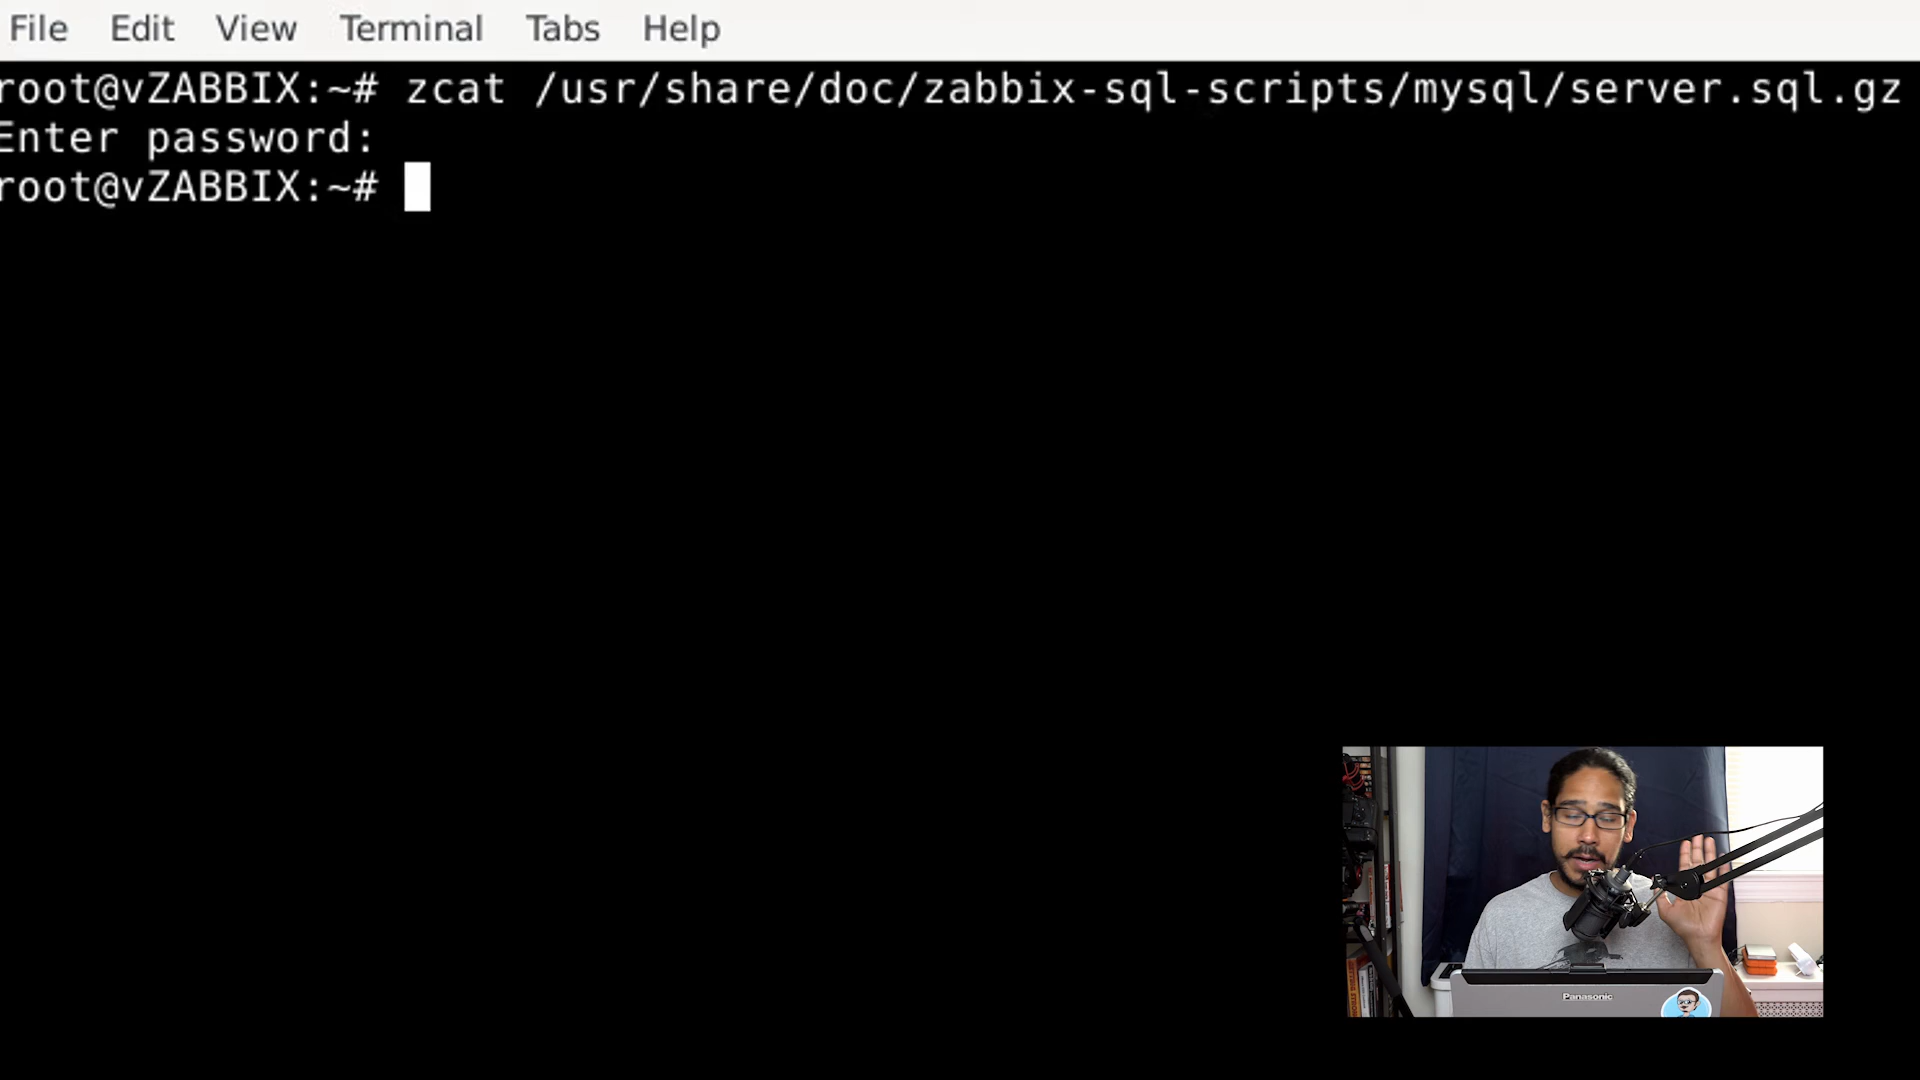 File Edit View Terminal Tabs Help
root@vZABBIX:~# zcat /usr/share/doc/zabbix-sql-scripts/mysql/server.sql.gz
Enter password:
root@vZABBIX:~#
Panasonic